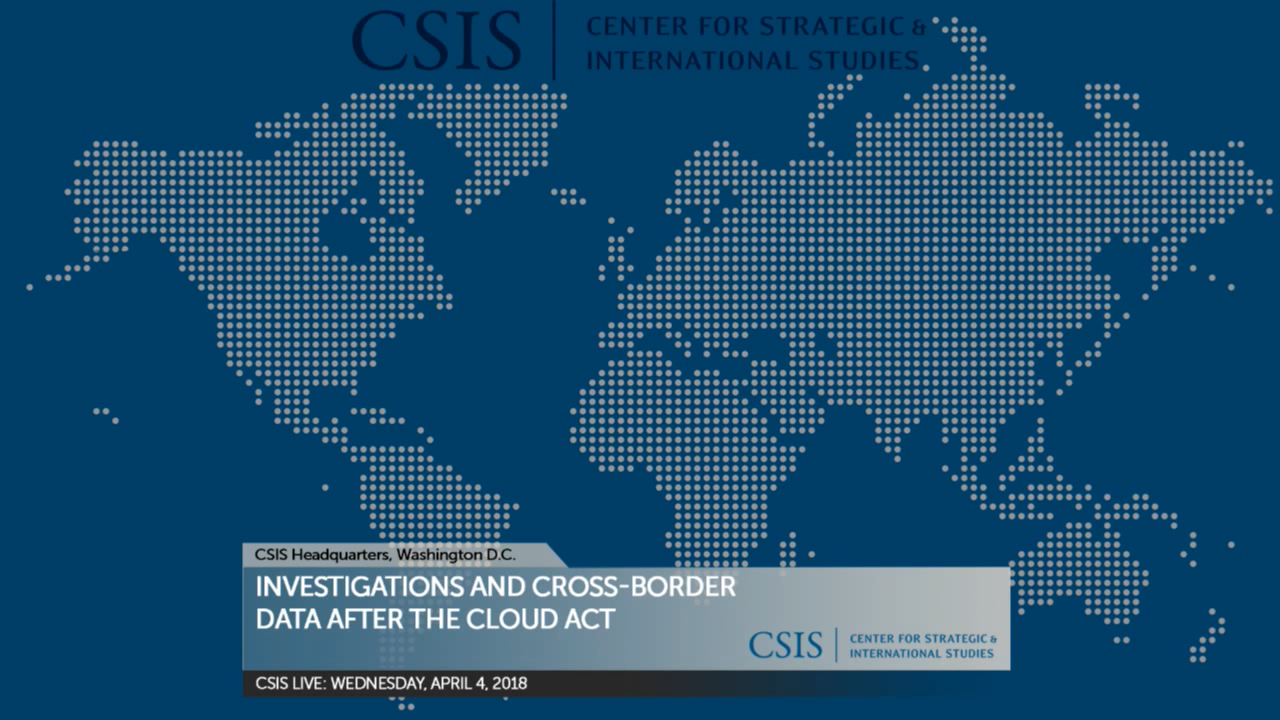 CSIS
CENTER FOR STRATEGIC &
INTERNATIONAL STUDIES
CSIS Headquarters, Washington D.C.
INVESTIGATIONS AND CROSS-BORDER
DATA AFTER THE CLOUD ACT
CSIS
CENTER FOR STRATEGIC &
INTERNATIONAL STUDIES
CSIS LIVE: WEDNESDAY, APRIL 4, 2018